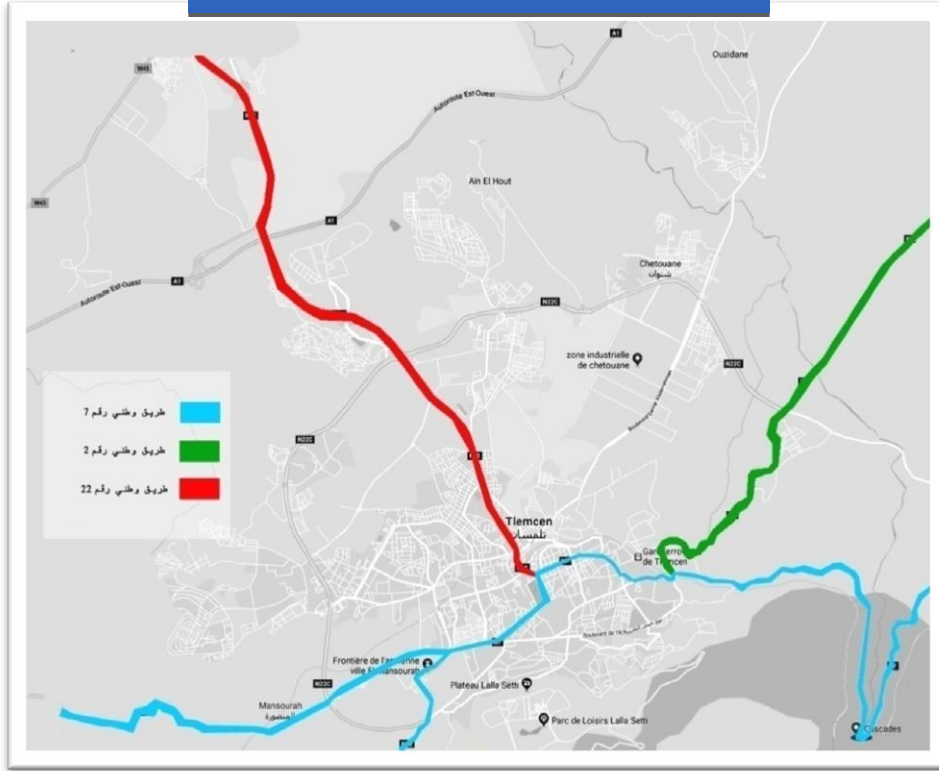 A1
Ouzidane
W45
Autoroute Est-Ouest
Ain El Hout
W45
A1
Chetouane
شتوان
A1
Autoroute Est-Ouest
N22C
zone industrielle
de chetouane
N22C
طريق وطني رقم 7
طريق وطني رقم 2
طريق وطني رقم 22
N22C
Tlemcen
تلمسان
Gare ferro
de Tlemcen
Frontière de l'ancienne
ville El Mansourah
N22C
Plateau Lalla Setti
Mansourah
المنصورة
Parc de Loisirs Lalla Setti
Cascades